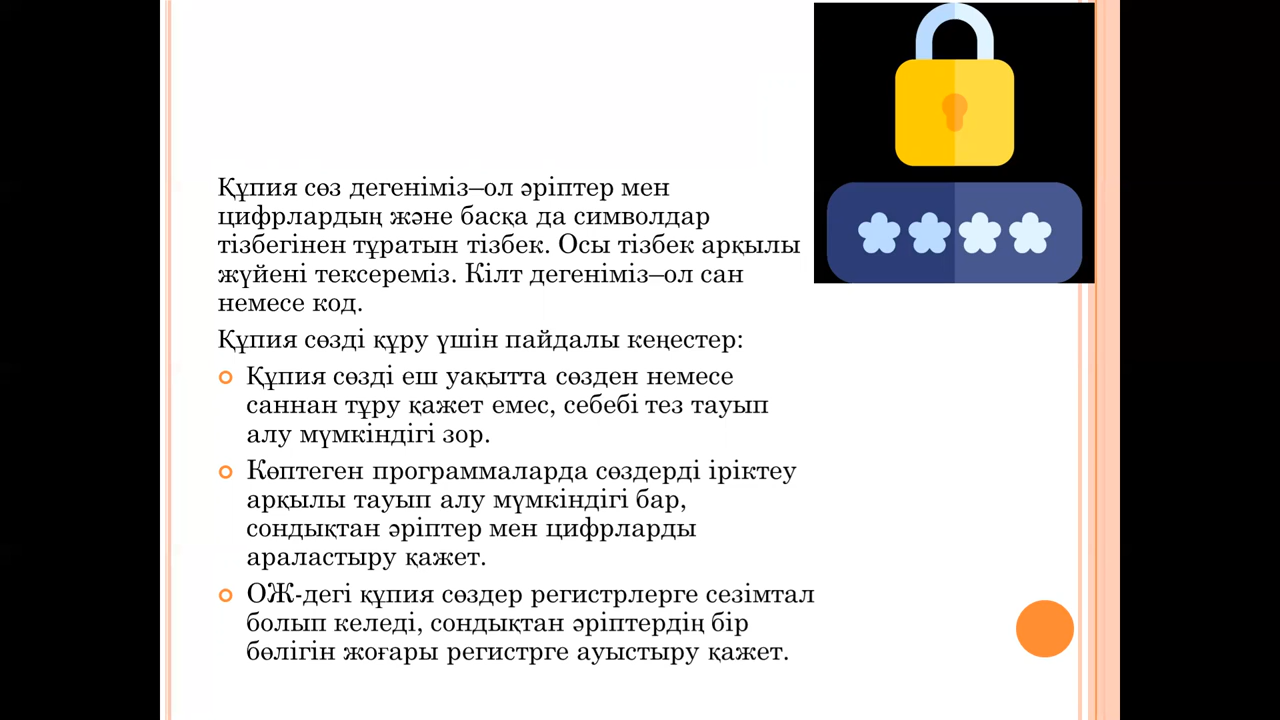 Құпия сөз дегеніміз–ол әріптер мен
цифрлардың және басқа да символдар
тізбегінен тұратын тізбек. Осы тізбек арқылы
жүйені тексереміз. Кілт дегеніміз–ол сан
немесе код.
Құпия сөзді құру үшін пайдалы кеңестер:
Құпия сөзді еш уақытта сөзден немесе
саннан тұру қажет емес, себебі тез тауып
алу мүмкіндігі зор.
Көптеген программаларда сөздерді іріктеу
арқылы тауып алу мүмкіндігі бар,
сондықтан әріптер мен цифрларды
араластыру қажет.
ОЖ-дегі құпия сөздер регистрлерге сезімтал
болып келеді, сондықтан әріптердің бір
бөлігін жоғары регистрге ауыстыру қажет.